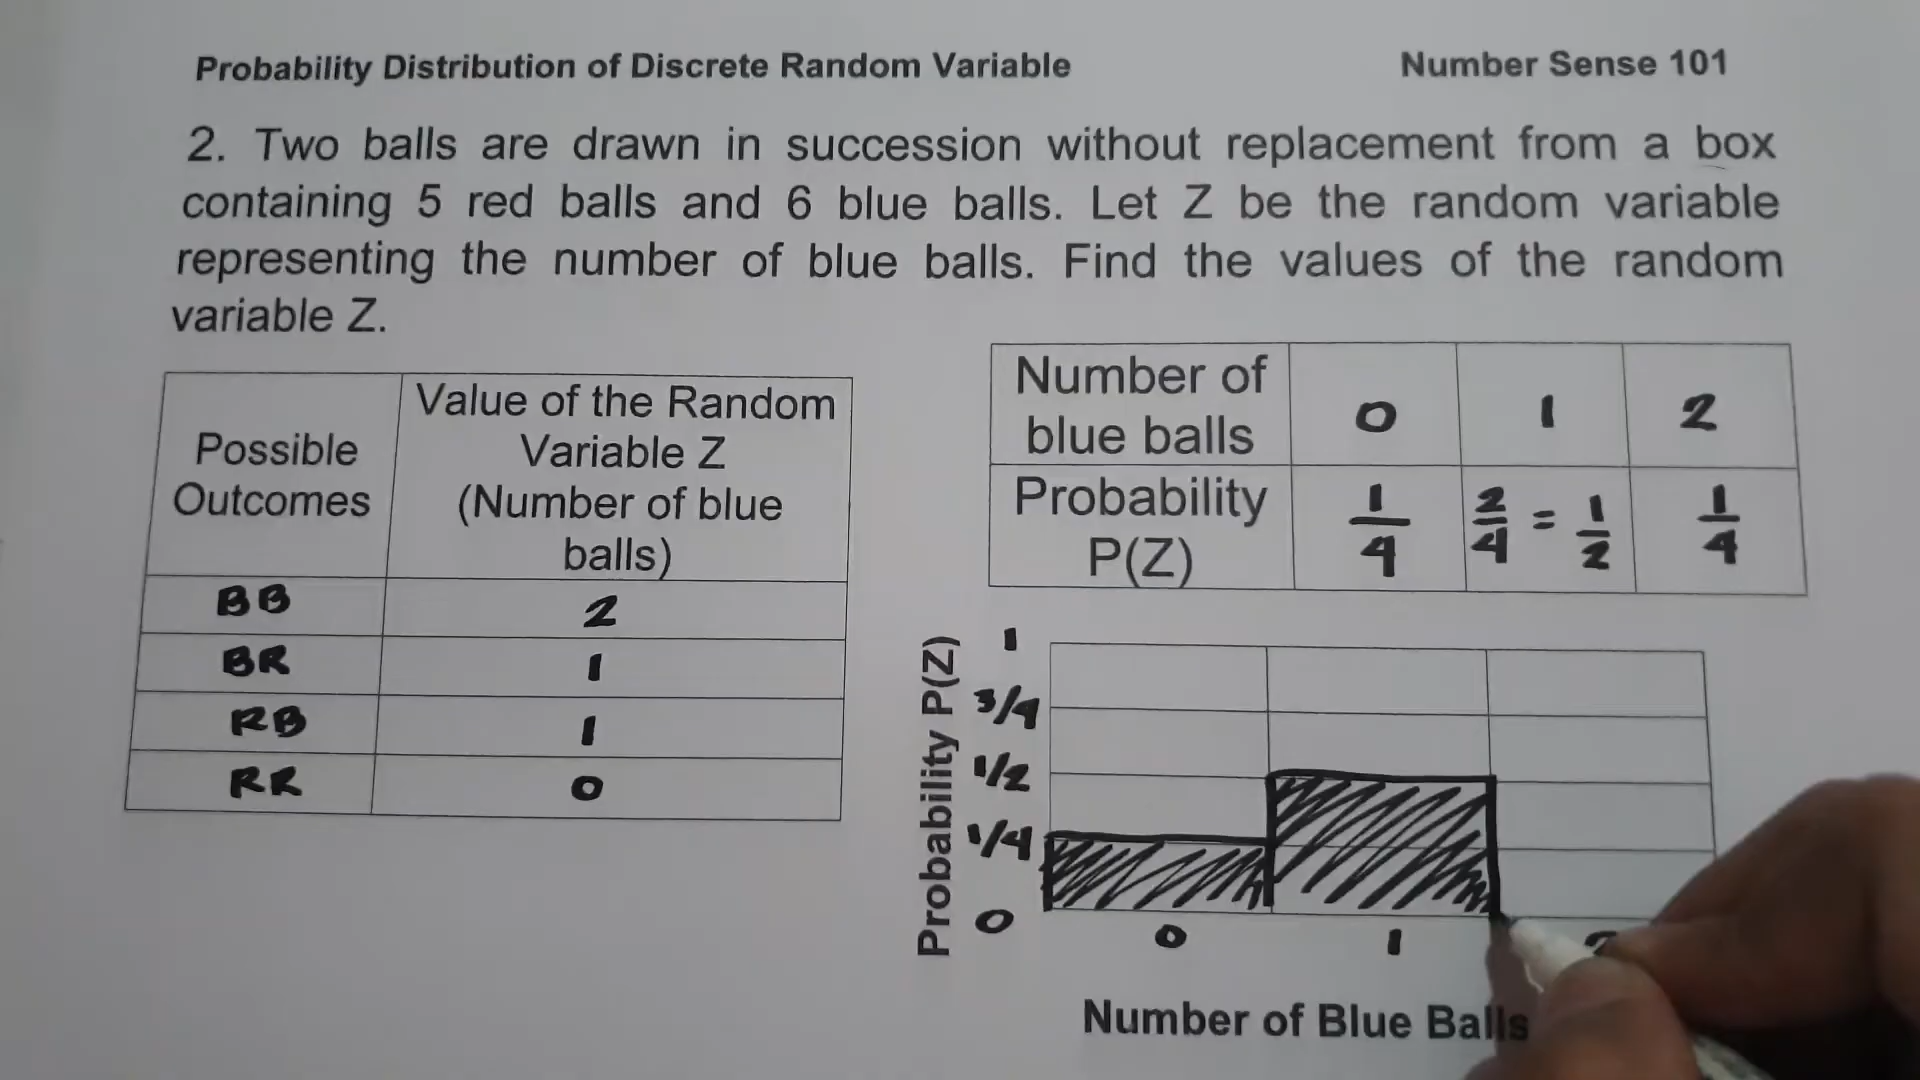 Probability Distribution of Discrete Random Variable
Number Sense 101
2. Two balls are drawn in succession without replacement from a box
containing 5 red balls and 6 blue balls. Let Z be the random variable
representing the number of blue balls. Find the values of the random
variable Z.
Possible
Outcomes
Value of the Random
Variable Z
(Number of blue
balls)
BB 2
BR 1
RB 1
RR 0
Number of
blue balls
0 1 2
Probability
P(Z)
1/4 2/4 = 1/2 1/4
Probability P(Z)
1
3/4
1/2
1/4
0
0 1 2
Number of Blue Balls